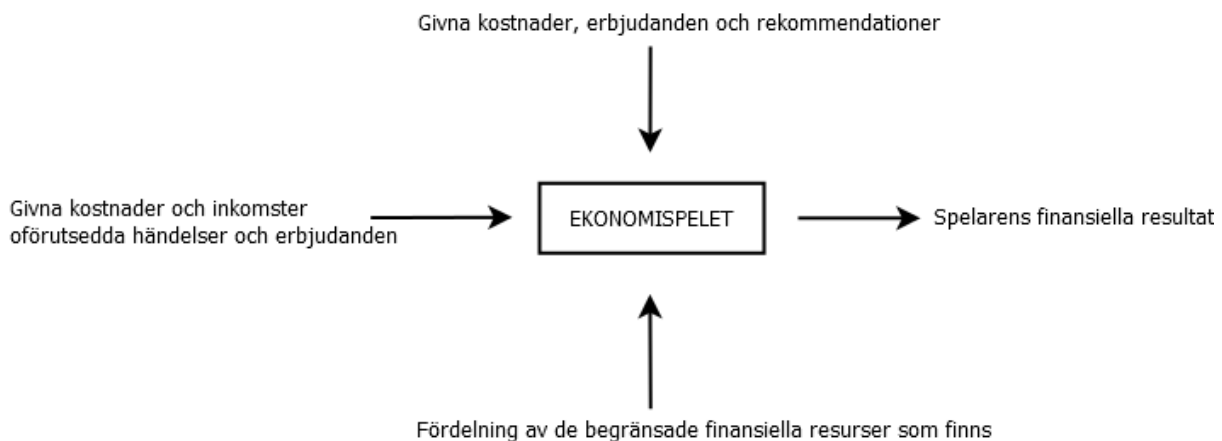 Givna kostnader, erbjudanden och rekommendationer
Givna kostnader och inkomster
oförutsedda händelser och erbjudanden
EKONOMISPELET
Spelarens finansiella resultat
Fördelning av de begränsade finansiella resurser som finns